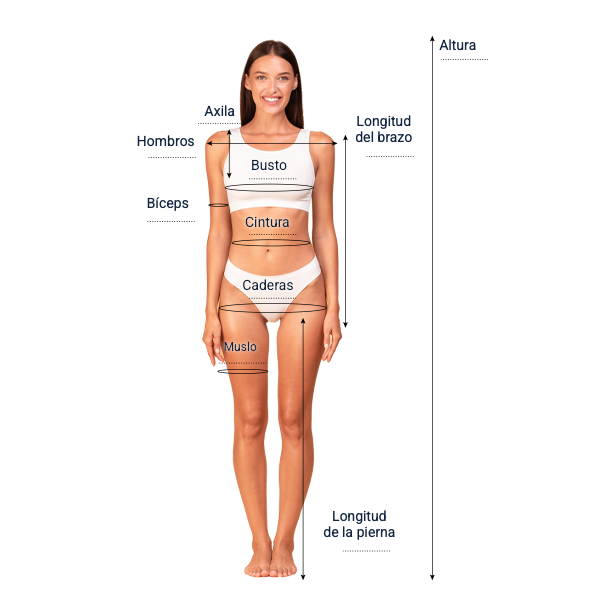 Altura
Axila
Longitud
del brazo
Hombros
Busto
Bíceps
Cintura
Caderas
Muslo
Longitud
de la pierna